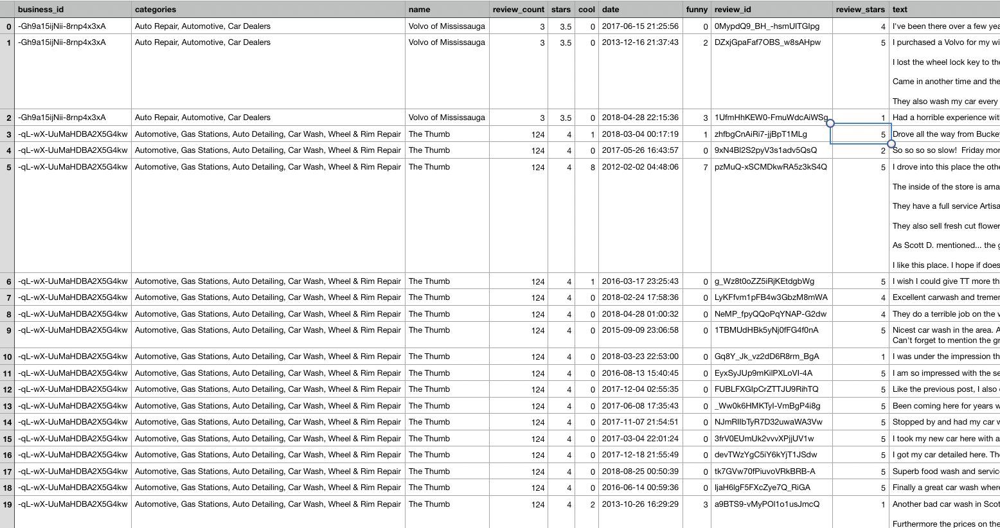 business_id categories name review_count stars cool date funny review_id review_stars text
0 -Gh9a15ijNii-8rnp4x3xA Auto Repair, Automotive, Car Dealers Volvo of Mississauga 3 3.5 0 2017-06-15 21:25:56 0 0MypdQ9_BH_-hsmUITGIpg 4 I've been there over a few yea
1 -Gh9a15ijNii-8rnp4x3xA Auto Repair, Automotive, Car Dealers Volvo of Mississauga 3 3.5 0 2013-12-16 21:37:43 2 DZxjGpaFaf7OBS_w8sAHpw 5 I purchased a Volvo for my wi
I lost the wheel lock key to the
Came in another time and the
They also wash my car every
2 -Gh9a15ijNii-8rnp4x3xA Auto Repair, Automotive, Car Dealers Volvo of Mississauga 3 3.5 0 2018-04-28 22:15:36 3 1UfmHhKEW0-FmuWdcAiWSg 1 Had a horrible experience wit
3 -qL-wX-UuMaHDBA2X5G4kw Automotive, Gas Stations, Auto Detailing, Car Wash, Wheel & Rim Repair The Thumb 124 4 1 2018-03-04 00:17:19 1 zhfbgCnAiRi7-jjBpT1MLg 5 Drove all the way from Bucke
4 -qL-wX-UuMaHDBA2X5G4kw Automotive, Gas Stations, Auto Detailing, Car Wash, Wheel & Rim Repair The Thumb 124 4 0 2017-05-26 16:43:57 0 9xN4Bl2S2pyV3s1adv5QsQ 2 So so so so slow! Friday mor
5 -qL-wX-UuMaHDBA2X5G4kw Automotive, Gas Stations, Auto Detailing, Car Wash, Wheel & Rim Repair The Thumb 124 4 8 2012-02-02 04:48:06 7 pzMuQ-xSCMDkwRA5z3kS4Q 5 I drove into this place the othe
The inside of the store is ama
They have a full service Artisa
They also sell fresh cut flower
As Scott D. mentioned... the g
I like this place. I hope if does
6 -qL-wX-UuMaHDBA2X5G4kw Automotive, Gas Stations, Auto Detailing, Car Wash, Wheel & Rim Repair The Thumb 124 4 1 2016-03-17 23:25:43 0 g_Wz8t0oZZ5iRjKEtdgbWg 5 I wish I could give TT more th
7 -qL-wX-UuMaHDBA2X5G4kw Automotive, Gas Stations, Auto Detailing, Car Wash, Wheel & Rim Repair The Thumb 124 4 0 2018-02-24 17:58:36 0 LyKFfvm1pFB4w3GbzM8mWA 4 Excellent carwash and tremen
8 -qL-wX-UuMaHDBA2X5G4kw Automotive, Gas Stations, Auto Detailing, Car Wash, Wheel & Rim Repair The Thumb 124 4 0 2018-04-28 01:00:32 0 NeMP_fpyQQoPqYNAP-G2dw 4 They do a terrible job on the w
9 -qL-wX-UuMaHDBA2X5G4kw Automotive, Gas Stations, Auto Detailing, Car Wash, Wheel & Rim Repair The Thumb 124 4 0 2015-09-09 23:06:58 0 1TBMUdHBk5yNj0fFG4f0nA 5 Nicest car wash in the area. A
Can't forget to mention the gr
10 -qL-wX-UuMaHDBA2X5G4kw Automotive, Gas Stations, Auto Detailing, Car Wash, Wheel & Rim Repair The Thumb 124 4 0 2018-03-23 22:53:00 0 Gq8Y_Jk_vz2dD6R8rm_BgA 1 I was under the impression th
11 -qL-wX-UuMaHDBA2X5G4kw Automotive, Gas Stations, Auto Detailing, Car Wash, Wheel & Rim Repair The Thumb 124 4 0 2016-08-13 15:40:45 0 EyxSyJUp9mKilPXLoVI-4A 5 I am so impressed with the se
12 -qL-wX-UuMaHDBA2X5G4kw Automotive, Gas Stations, Auto Detailing, Car Wash, Wheel & Rim Repair The Thumb 124 4 0 2017-12-04 02:55:35 0 FUBLFXGIpCrZTTJU9RihTQ 5 Like the previous post, I also
13 -qL-wX-UuMaHDBA2X5G4kw Automotive, Gas Stations, Auto Detailing, Car Wash, Wheel & Rim Repair The Thumb 124 4 0 2017-06-08 17:35:43 0 _Ww0k6HMKTyI-VmBgP4i8g 5 Been coming here for years w
14 -qL-wX-UuMaHDBA2X5G4kw Automotive, Gas Stations, Auto Detailing, Car Wash, Wheel & Rim Repair The Thumb 124 4 0 2017-11-07 21:54:51 0 NJmRIIbTyR7D32uwaWA3Vw 5 Stopped by and had my car w
15 -qL-wX-UuMaHDBA2X5G4kw Automotive, Gas Stations, Auto Detailing, Car Wash, Wheel & Rim Repair The Thumb 124 4 0 2017-03-04 22:01:24 0 3frV0EUmUk2vvvXPjjUV1w 5 I took my new car here with a
16 -qL-wX-UuMaHDBA2X5G4kw Automotive, Gas Stations, Auto Detailing, Car Wash, Wheel & Rim Repair The Thumb 124 4 0 2017-12-18 21:55:49 0 devTWzYgC5iY6kYjT1JSdw 5 I got my car detailed here. The
17 -qL-wX-UuMaHDBA2X5G4kw Automotive, Gas Stations, Auto Detailing, Car Wash, Wheel & Rim Repair The Thumb 124 4 0 2018-08-25 00:50:39 0 tk7GVw70fPiuvoVRkBRB-A 5 Superb food wash and servic
18 -qL-wX-UuMaHDBA2X5G4kw Automotive, Gas Stations, Auto Detailing, Car Wash, Wheel & Rim Repair The Thumb 124 4 0 2016-06-14 00:59:36 0 IjaH6lgF5FXcZye7Q_RiGA 5 Finally a great car wash where
19 -qL-wX-UuMaHDBA2X5G4kw Automotive, Gas Stations, Auto Detailing, Car Wash, Wheel & Rim Repair The Thumb 124 4 2 2013-10-26 16:29:29 3 a9BTS9-vMyPOl1o1usJmcQ 1 Another bad car wash in Scot
Furthermore the prices on the